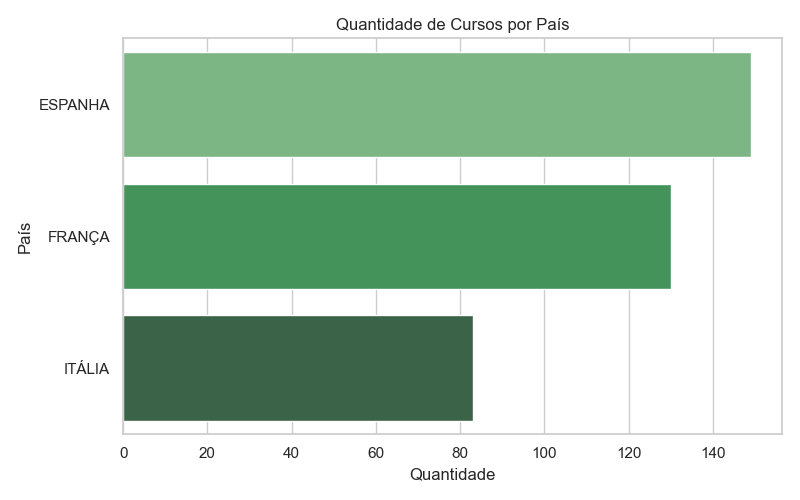 Quantidade de Cursos por País
País
ESPANHA
FRANÇA
ITÁLIA
0 20 40 60 80 100 120 140
Quantidade